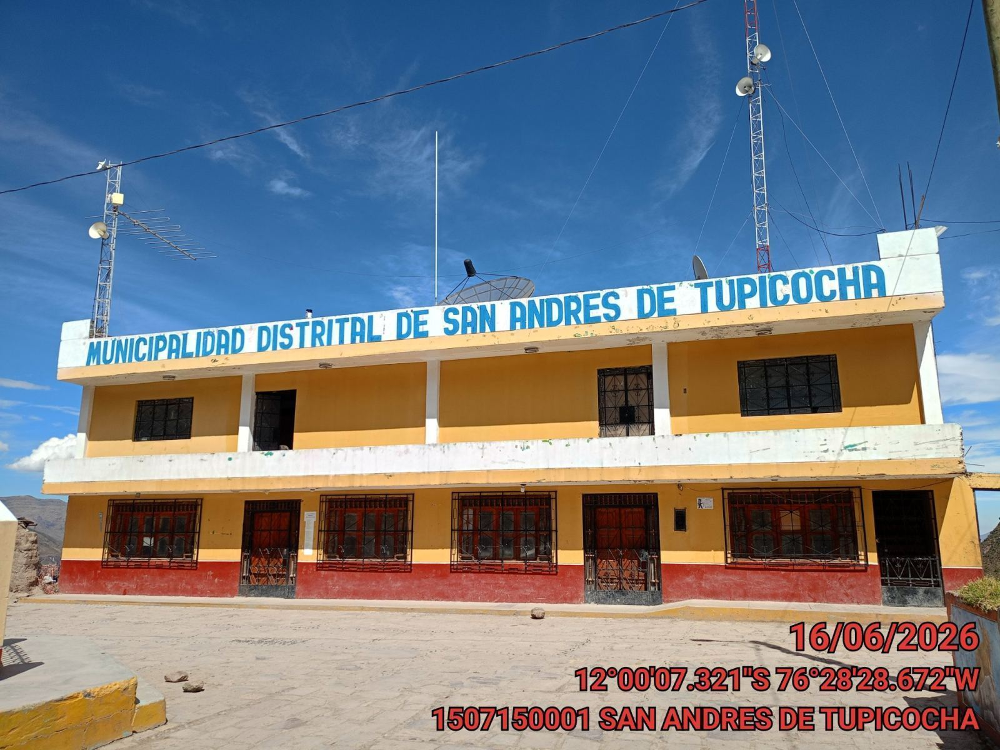 MUNICIPALIDAD DISTRITAL DE SAN ANDRES DE TUPICOCHA
16/06/2026
12°00'07.321"S 76°28'28.672"W
1507150001 SAN ANDRES DE TUPICOCHA